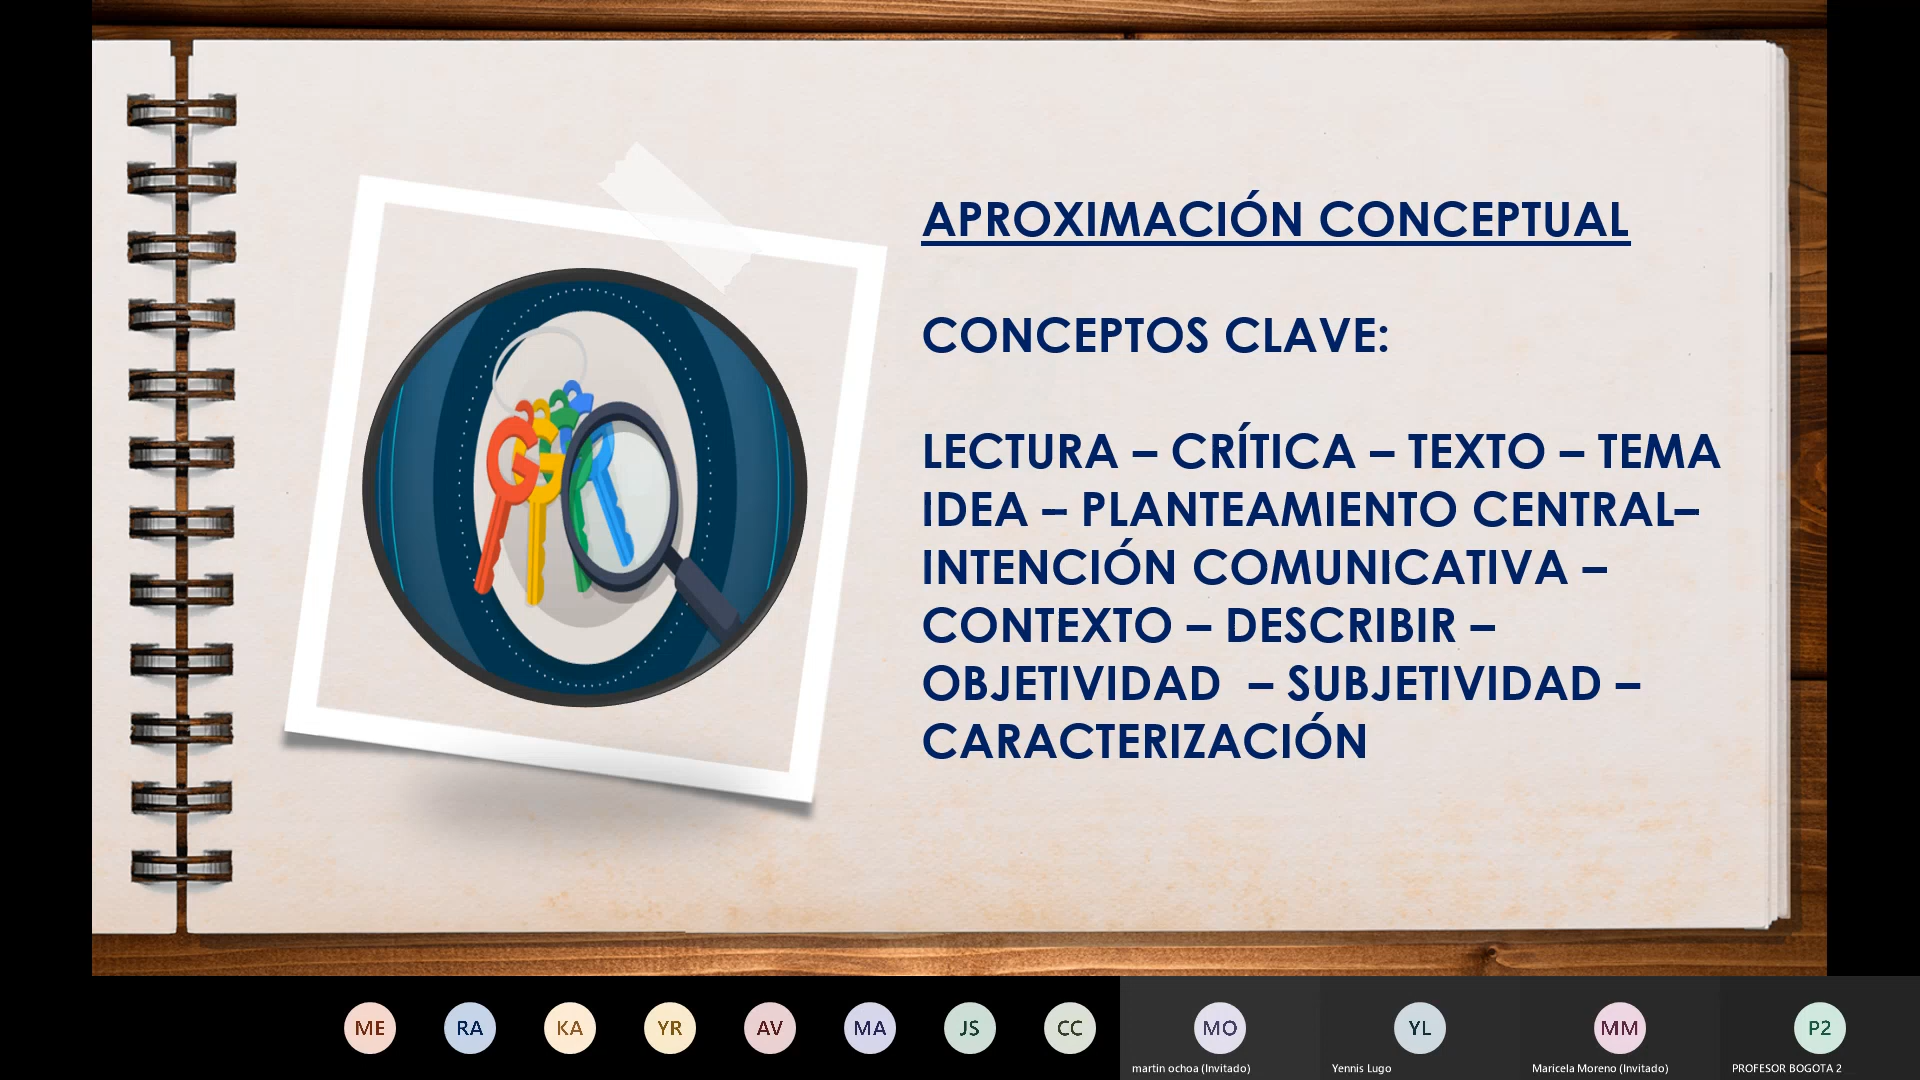 APROXIMACIÓN CONCEPTUAL
CONCEPTOS CLAVE:
LECTURA – CRÍTICA – TEXTO – TEMA
IDEA – PLANTEAMIENTO CENTRAL–
INTENCIÓN COMUNICATIVA –
CONTEXTO – DESCRIBIR –
OBJETIVIDAD – SUBJETIVIDAD –
CARACTERIZACIÓN
ME RA KA YR AV MA JS CC MO YL MM P2
martin ochoa (Invitado) Yennis Lugo Maricela Moreno (Invitado) PROFESOR BOGOTA 2